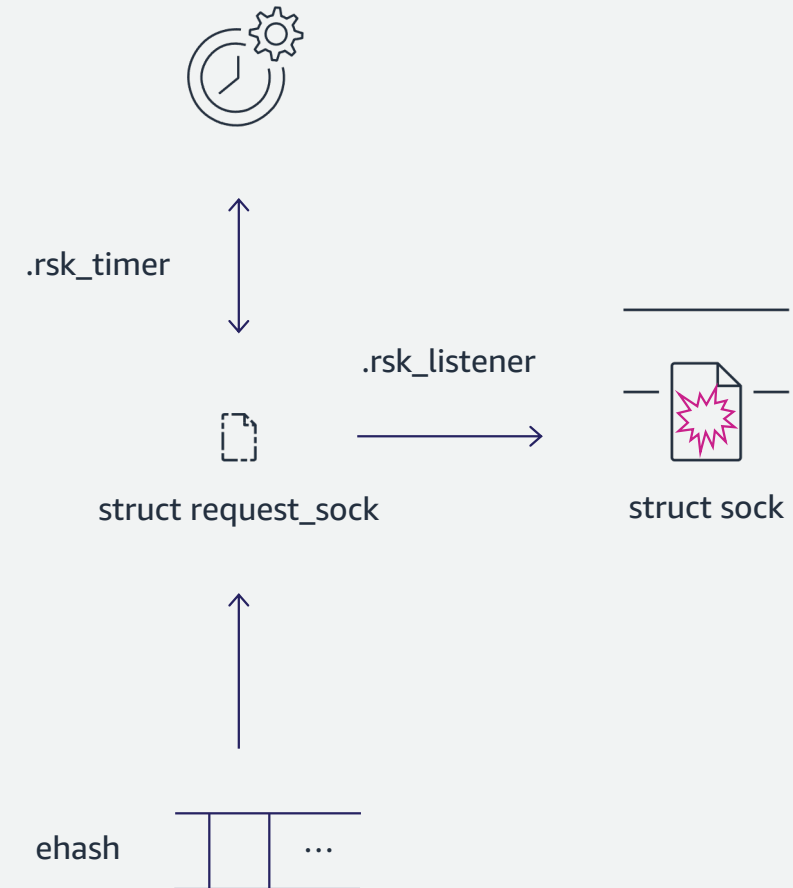 .rsk_timer
.rsk_listener
struct request_sock
struct sock
ehash
...